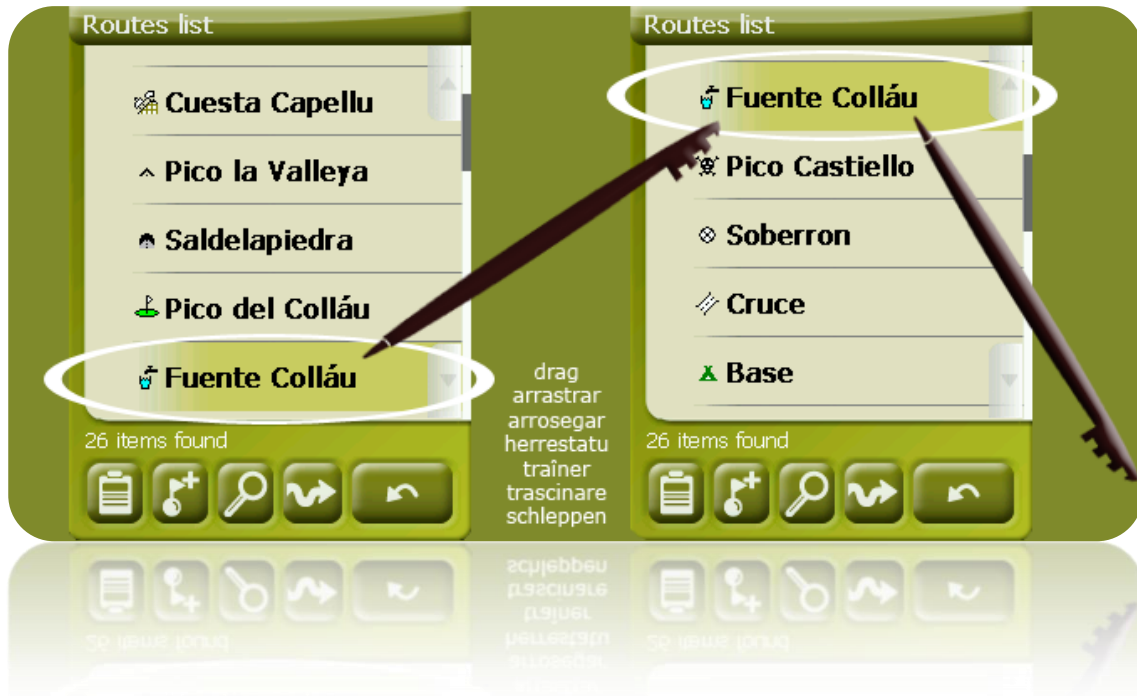 Routes list
Cuesta Capellu
Pico la Valleya
Saldelapiedra
Pico del Colláu
Fuente Colláu
26 items found
drag
arrastrar
arrosegar
herrestatu
traîner
trascinare
schleppen
Routes list
Fuente Colláu
Pico Castiello
Soberron
Cruce
Base
26 items found